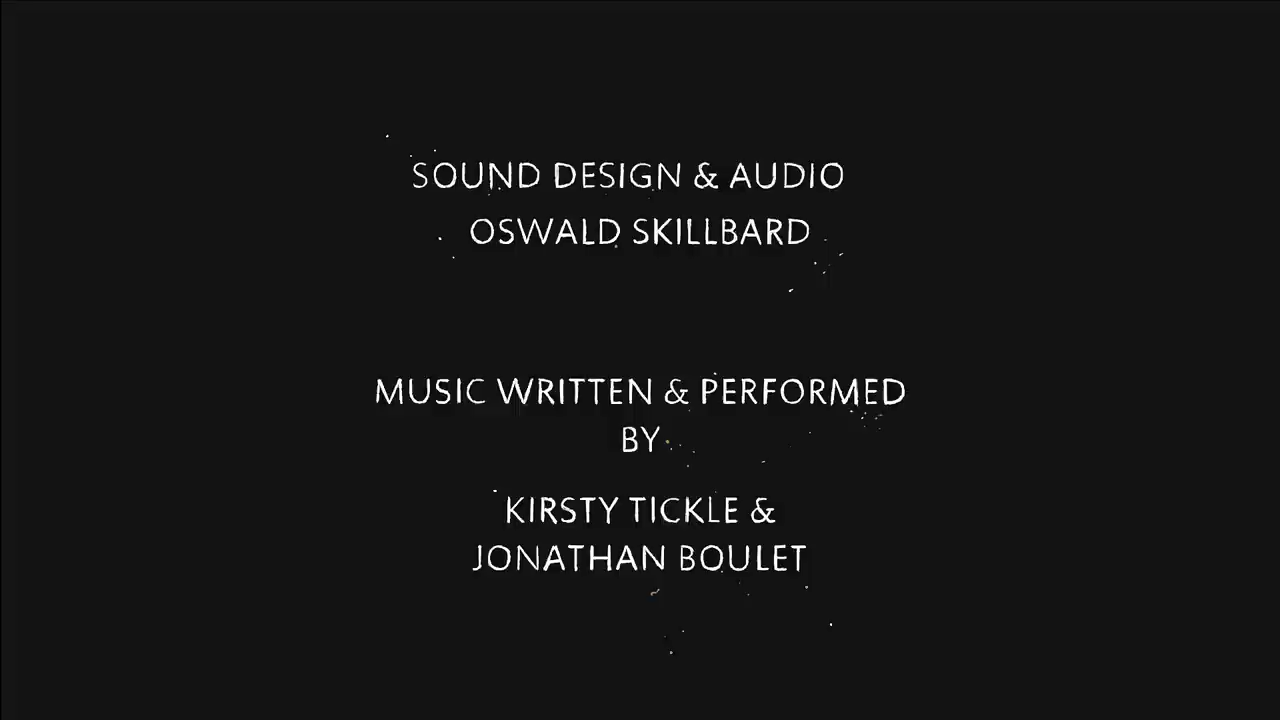 SOUND DESIGN & AUDIO
OSWALD SKILLBARD
MUSIC WRITTEN & PERFORMED
BY
KIRSTY TICKLE &
JONATHAN BOULET